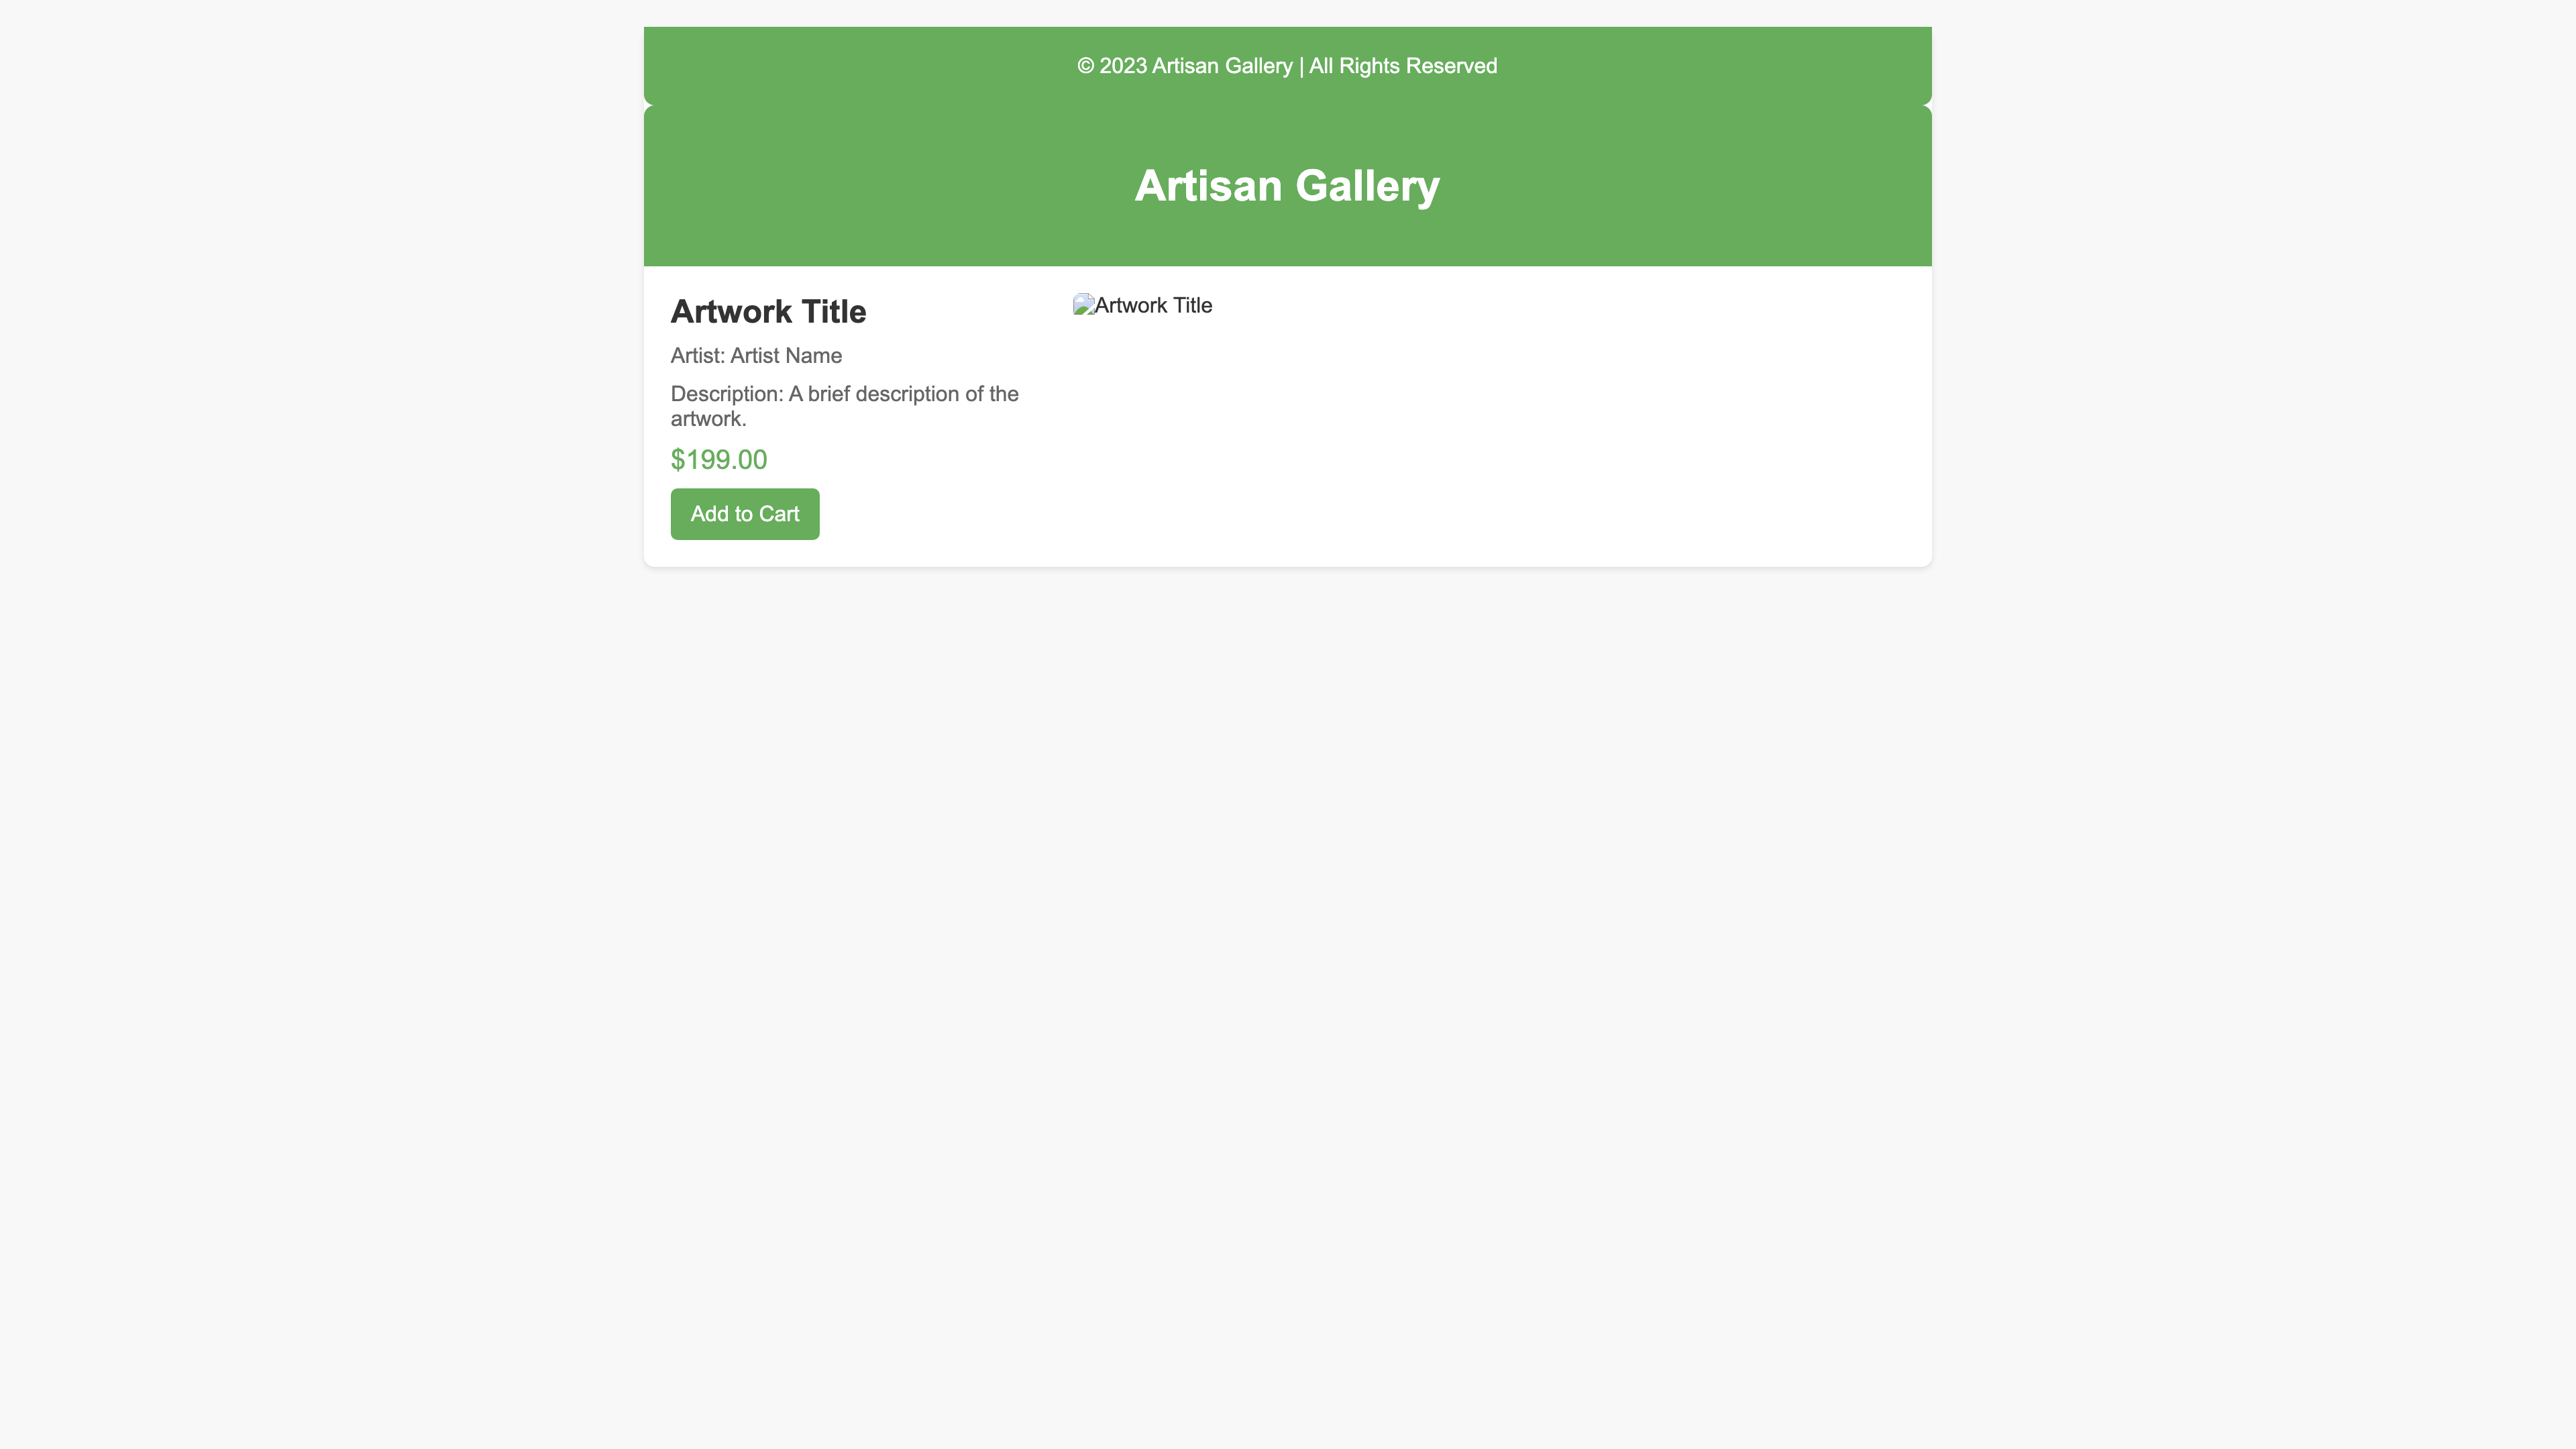 © 2023 Artisan Gallery | All Rights Reserved
Artisan Gallery
Artwork Title
Artist: Artist Name
Description: A brief description of the
artwork.
$199.00
Add to Cart
Artwork Title